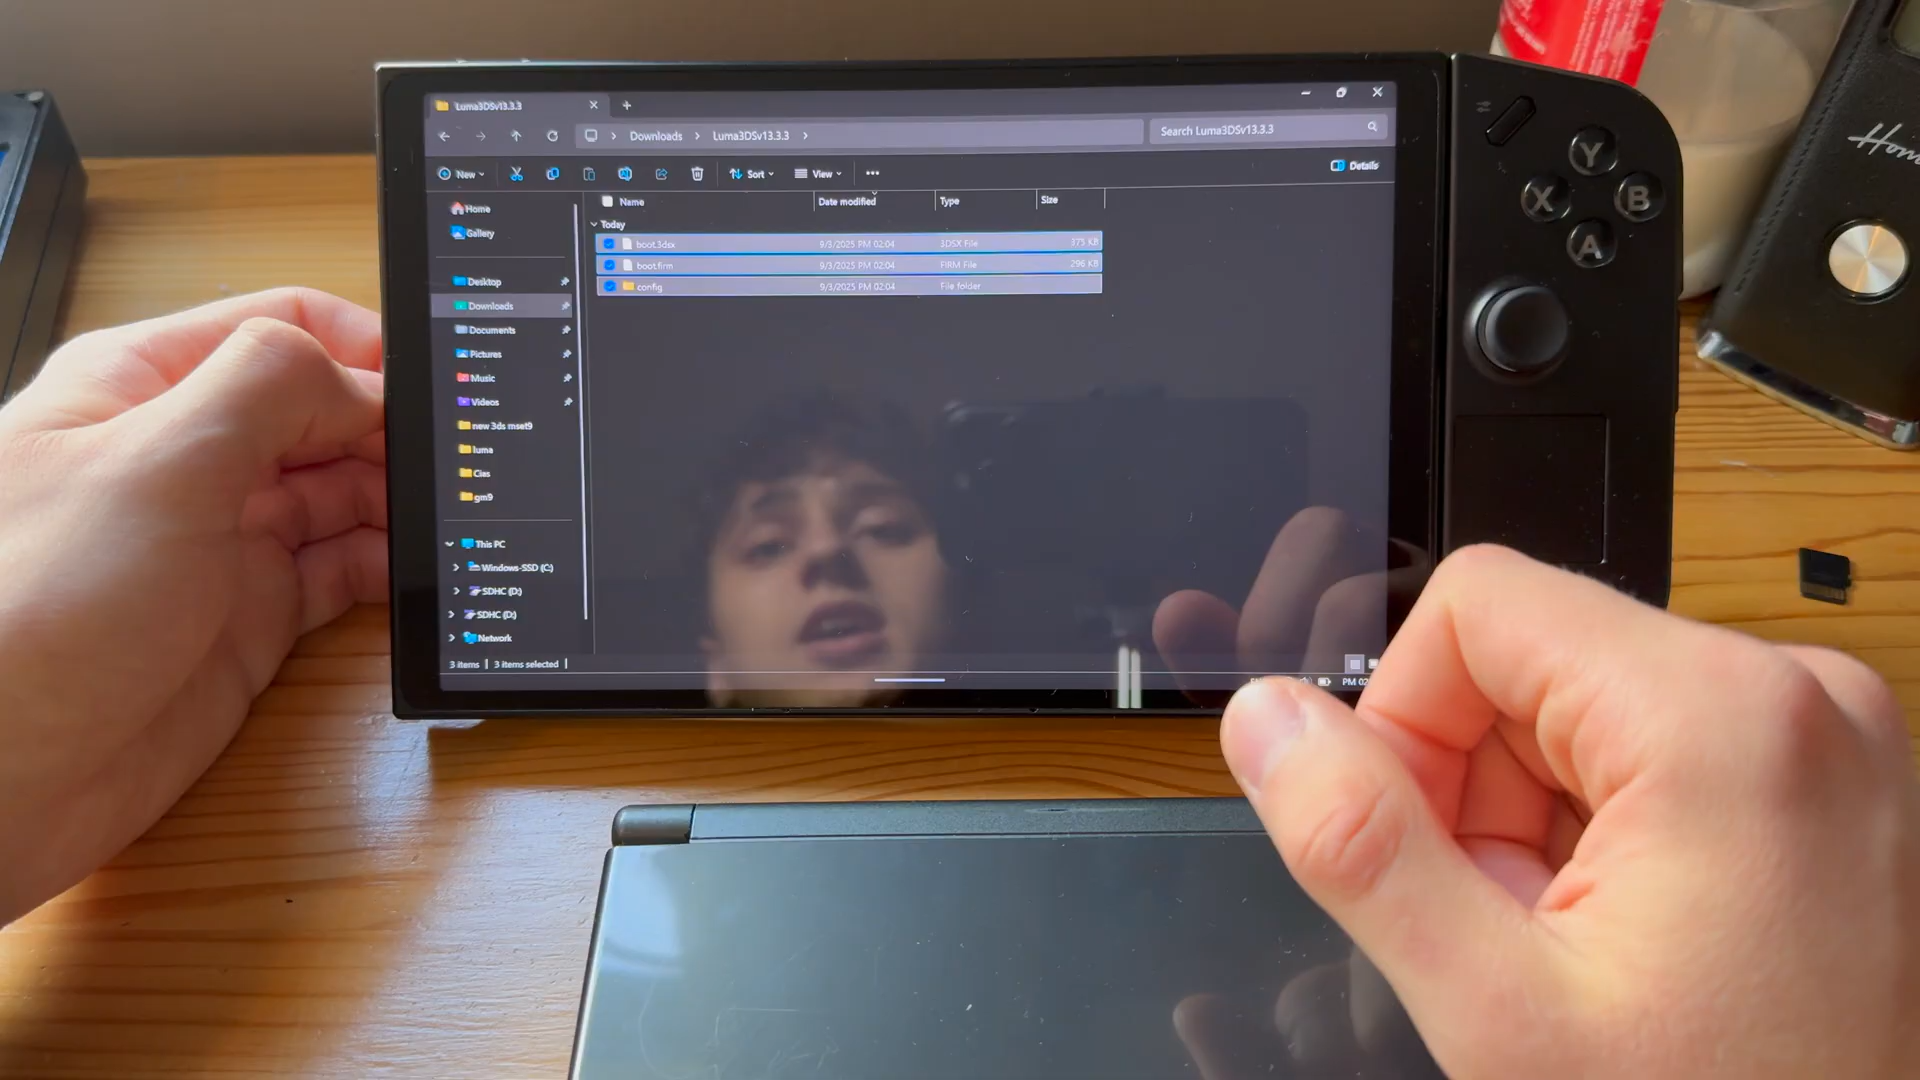 Luma3DSv13.3.3
Downloads > Luma3DSv13.3.3 >
Search Luma3DSv13.3.3
New
Sort
View
Details
Name
Date modified
Type
Size
Home
Gallery
Today
boot.3dsx 9/3/2025 PM 02:04 3DSX File 375 KB
boot.firm 9/3/2025 PM 02:04 FIRM File 296 KB
config 9/3/2025 PM 02:04 File folder
Desktop
Downloads
Documents
Pictures
Music
Videos
new 3ds mset9
luma
Cias
gm9
This PC
Windows-SSD (C:)
SDHC (D:)
SDHC (D:)
Network
3 items
3 items selected
PM 02
Y
X
B
A